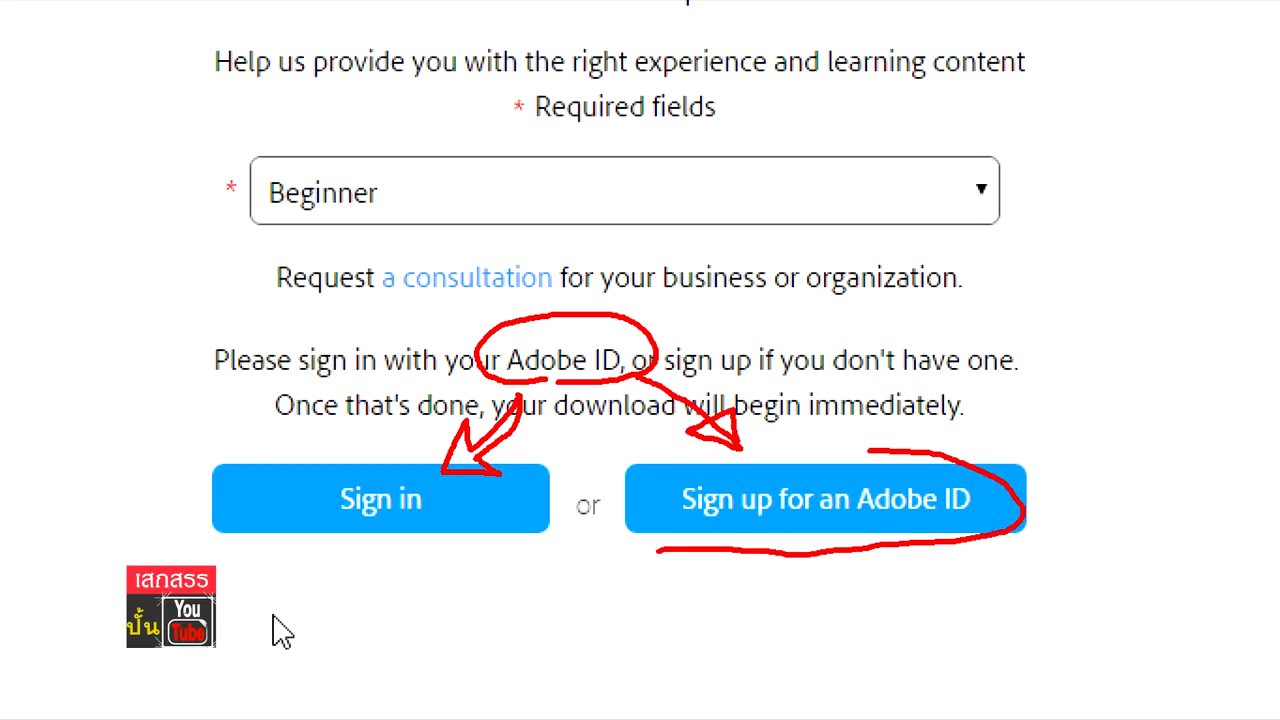 Help us provide you with the right experience and learning content
* Required fields
* Beginner
Request a consultation for your business or organization.
Please sign in with your Adobe ID, or sign up if you don't have one.
Once that's done, your download will begin immediately.
Sign in
or
Sign up for an Adobe ID
เสกสรร
ปั้น
You
Tube